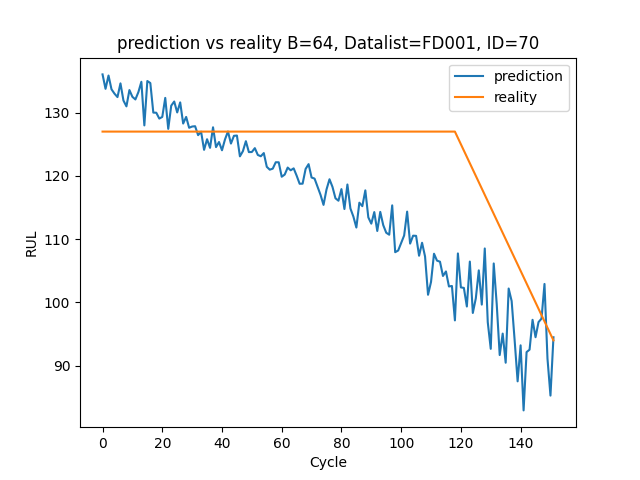 prediction vs reality B=64, Datalist=FD001, ID=70
prediction
reality
RUL
130
120
110
100
90
0 20 40 60 80 100 120 140
Cycle